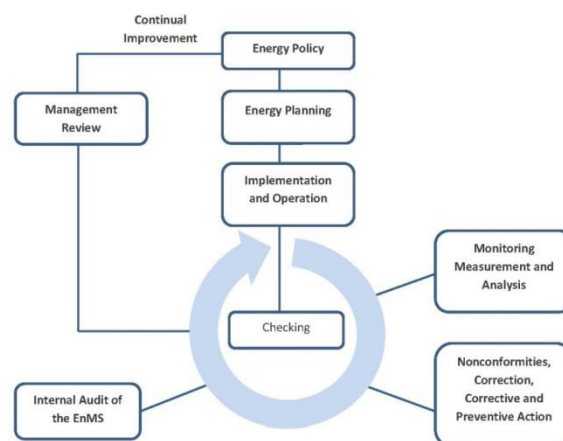 Continual
Improvement
Energy Policy
Management
Review
Energy Planning
Implementation
and Operation
Monitoring
Measurement and
Analysis
Checking
Nonconformities,
Correction,
Corrective and
Preventive Action
Internal Audit of
the EnMS